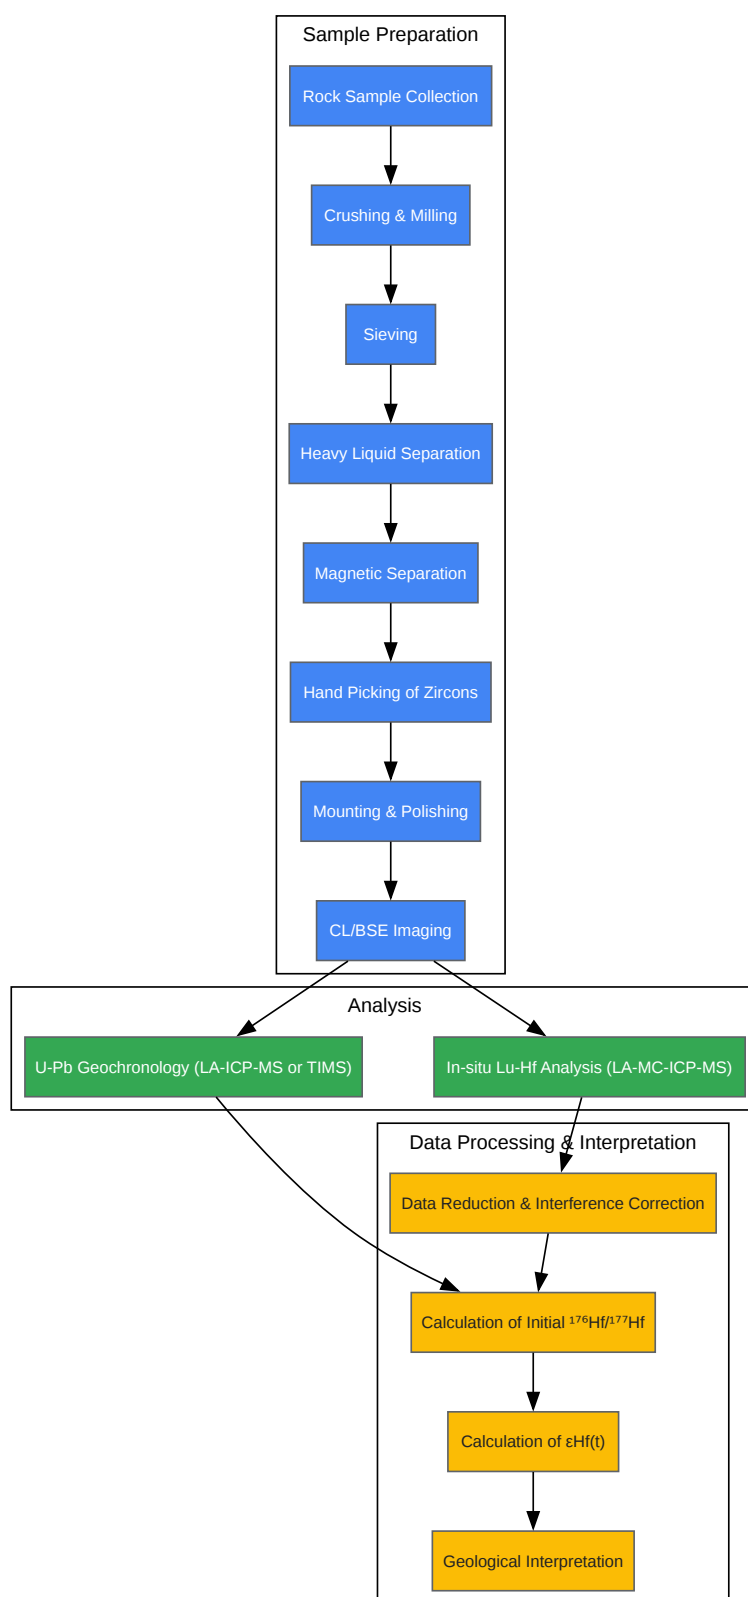 Sample Preparation
Rock Sample Collection
Crushing & Milling
Sieving
Heavy Liquid Separation
Magnetic Separation
Hand Picking of Zircons
Mounting & Polishing
CL/BSE Imaging
Analysis
U-Pb Geochronology (LA-ICP-MS or TIMS)
In-situ Lu-Hf Analysis (LA-MC-ICP-MS)
Data Processing & Interpretation
Data Reduction & Interference Correction
Calculation of Initial ¹⁷⁶Hf/¹⁷⁷Hf
Calculation of εHf(t)
Geological Interpretation